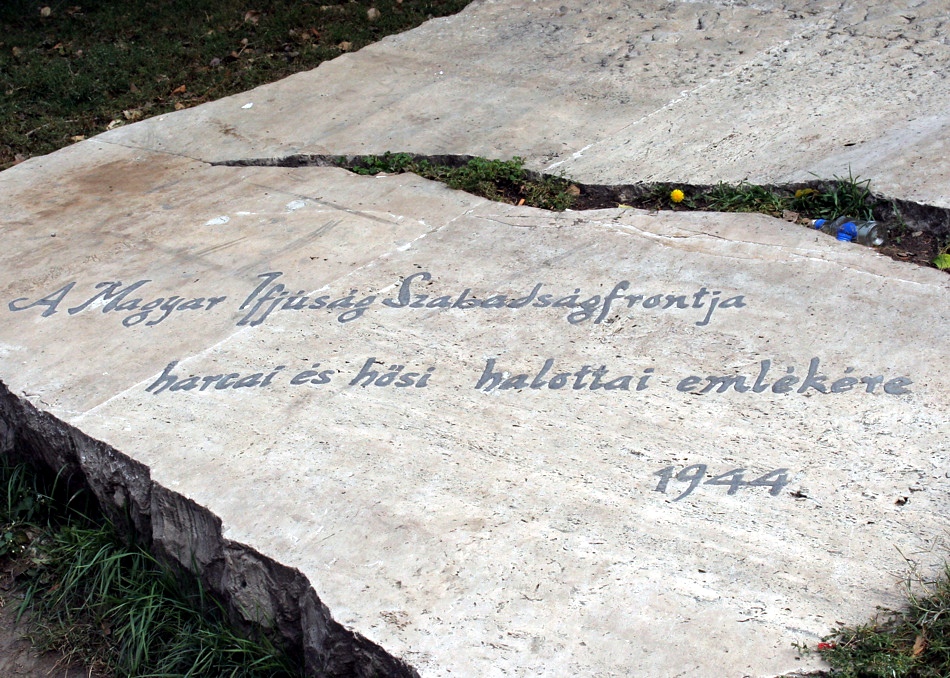 A Magyar Ifjúság Szabadságfrontja
harcai és hősi halottai emlékére
1944